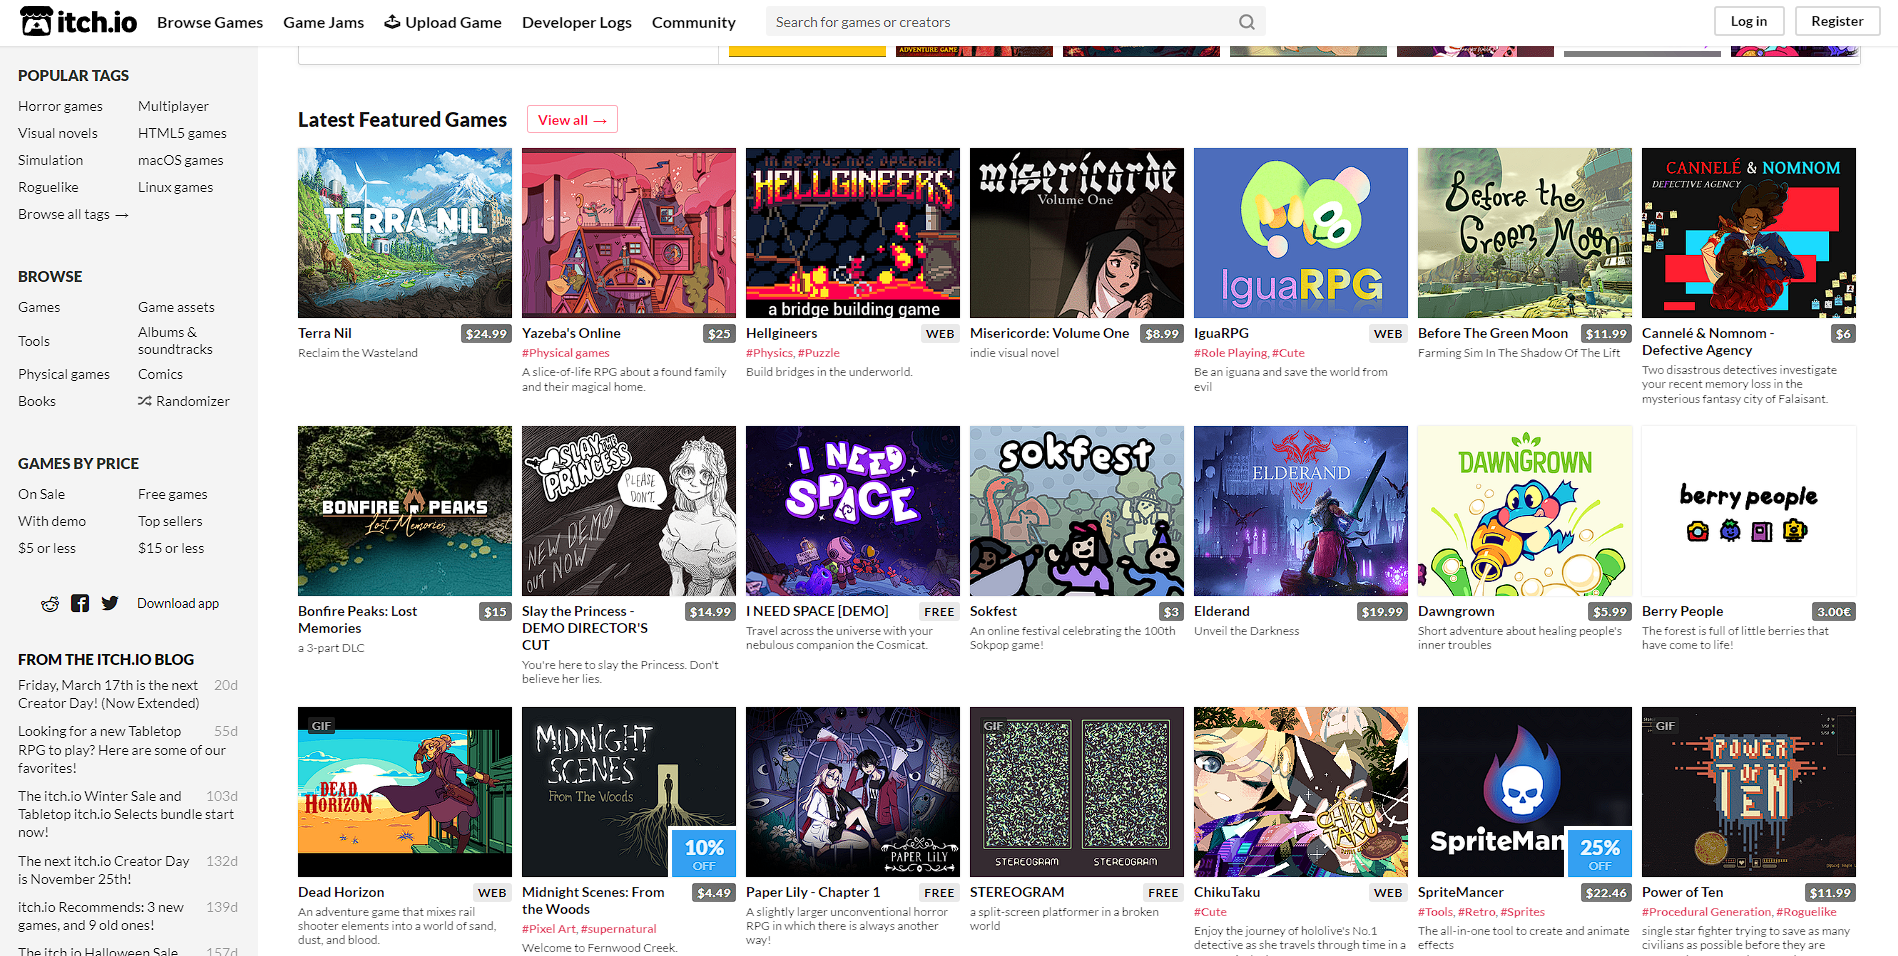 itch.io
Browse Games
Game Jams
Upload Game
Developer Logs
Community
Search for games or creators
Log in
Register
ADVENTURE GAME
POPULAR TAGS
Horror games
Multiplayer
Visual novels
HTML5 games
Simulation
macOS games
Roguelike
Linux games
Browse all tags →
BROWSE
Games
Game assets
Tools
Albums &
soundtracks
Physical games
Comics
Books
Randomizer
GAMES BY PRICE
On Sale
Free games
With demo
Top sellers
$5 or less
$15 or less
Download app
FROM THE ITCH.IO BLOG
Friday, March 17th is the next 20d
Creator Day! (Now Extended)
Looking for a new Tabletop 55d
RPG to play? Here are some of our
favorites!
The itch.io Winter Sale and 103d
Tabletop itch.io Selects bundle start
now!
The next itch.io Creator Day 132d
is November 25th!
itch.io Recommends: 3 new 139d
games, and 9 old ones!
The itch.io Halloween Sale 157d
Latest Featured Games
View all →
TERRA NIL
Terra Nil $24.99
Reclaim the Wasteland
Yazeba's Online $25
#Physical games
A slice-of-life RPG about a found family
and their magical home.
IN AESTUS NOS OPERARI
HELLGINEERS
a bridge building game
Hellgineers WEB
#Physics, #Puzzle
Build bridges in the underworld.
misericorde
Volume One
Misericorde: Volume One $8.99
indie visual novel
IguaRPG
IguaRPG WEB
#Role Playing, #Cute
Be an iguana and save the world from
evil
Before the
Green Moon
Before The Green Moon $11.99
Farming Sim In The Shadow Of The Lift
CANNELÉ & NOMNOM
DEFECTIVE AGENCY
Cannelé & Nomnom - $6
Defective Agency
Two disastrous detectives investigate
your recent memory loss in the
mysterious fantasy city of Falaisant.
BONFIRE PEAKS
Lost Memories
Bonfire Peaks: Lost $15
Memories
a 3-part DLC
SLAY THE
PRINCESS
PLEASE
DON'T.
NEW DEMO
OUT NOW
Slay the Princess - $14.99
DEMO DIRECTOR'S
CUT
You're here to slay the Princess. Don't
believe her lies.
I NEED
SPACE
I NEED SPACE [DEMO] FREE
Travel across the universe with your
nebulous companion the Cosmicat.
sokfest
Sokfest $3
An online festival celebrating the 100th
Sokpop game!
ELDERAND
Elderand $19.99
Unveil the Darkness
DAWNGROWN
Dawngrown $5.99
Short adventure about healing people's
inner troubles
berry people
Berry People 3.00€
The forest is full of little berries that
have come to life!
GIF
DEAD
HORIZON
Dead Horizon WEB
An adventure game that mixes rail
shooter elements into a world of sand,
dust, and blood.
MIDNIGHT
SCENES
From The Woods
10%
OFF
Midnight Scenes: From $4.49
the Woods
#Pixel Art, #supernatural
Welcome to Fernwood Creek.
PAPER LILY
Paper Lily - Chapter 1 FREE
A slightly larger unconventional horror
RPG in which there is always another
way!
GIF
STEREOGRAM STEREOGRAM
STEREOGRAM FREE
a split-screen platformer in a broken
world
CHIKU
TAKU
ChikuTaku WEB
#Cute
Enjoy the journey of hololive's No.1
detective as she travels through time in a
SpriteMan
25%
OFF
SpriteMancer $22.46
#Tools, #Retro, #Sprites
The all-in-one tool to create and animate
effects
GIF
POWER
OF
TEN
Power of Ten $11.99
#Procedural Generation, #Roguelike
single star fighter trying to save as many
civilians as possible before they are